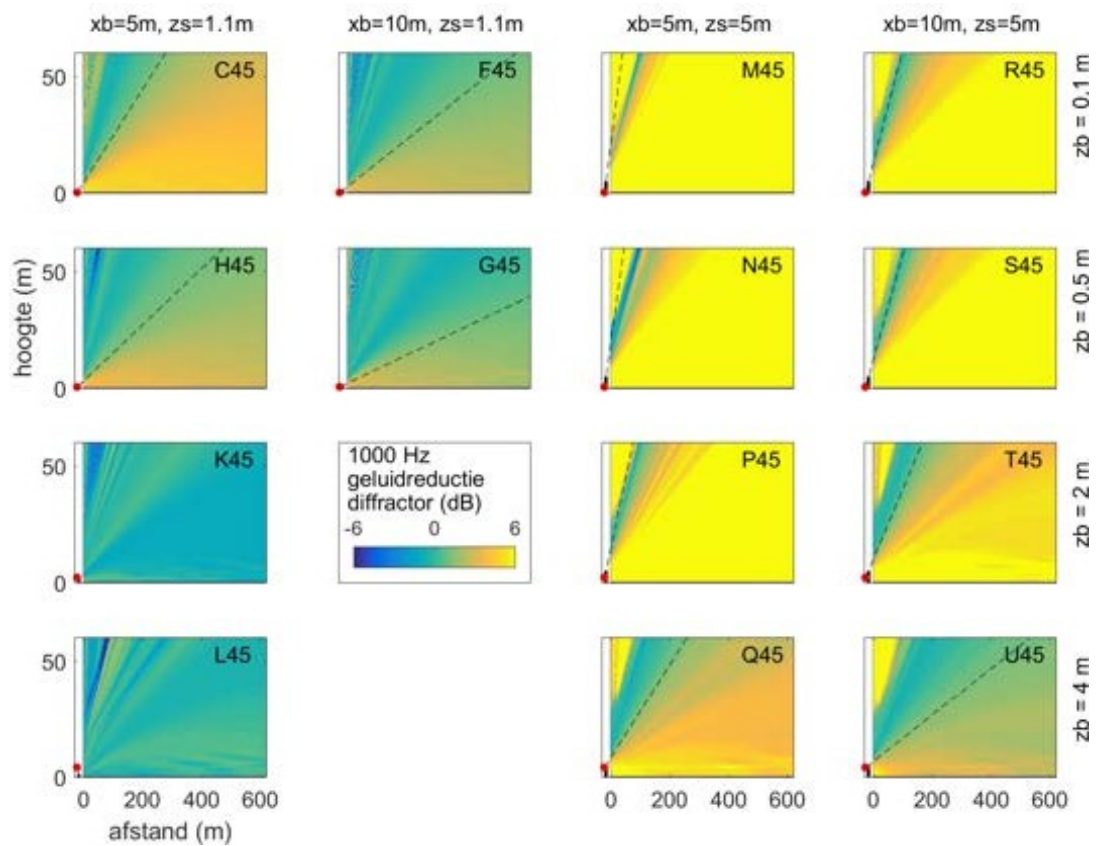 xb=5m, zs=1.1m xb=10m, zs=1.1m xb=5m, zs=5m xb=10m, zs=5m
50 C45 F45 M45 R45 zb = 0.1 m
0
50 H45 G45 N45 S45 zb = 0.5 m
hoogte (m)
0
50 K45 1000 Hz P45 T45 zb = 2 m
geluidreductie
diffractor (dB)
-6 0 6
0
50 L45 Q45 U45 zb = 4 m
0
0 200 400 600 0 200 400 600 0 200 400 600
afstand (m)